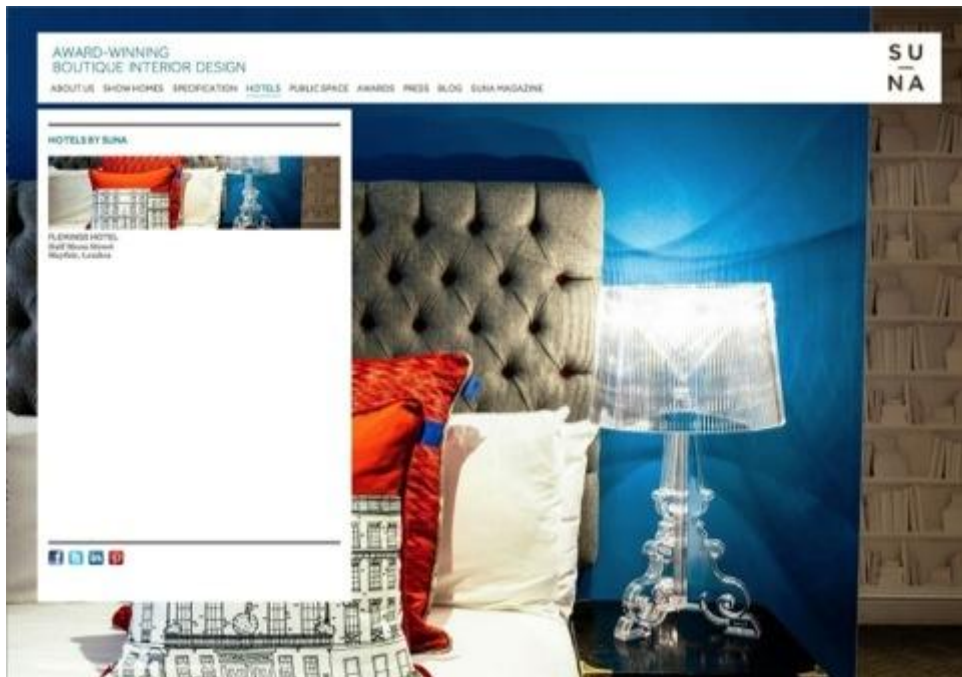 AWARD-WINNING
BOUTIQUE INTERIOR DESIGN
SU
NA
ABOUT US SHOW HOMES SPECIFICATION HOTELS PUBLIC SPACE AWARDS PRESS BLOG SUNA MAGAZINE
HOTELS BY SUNA
FLEMINGS HOTEL
Half Moon Street
Mayfair, London